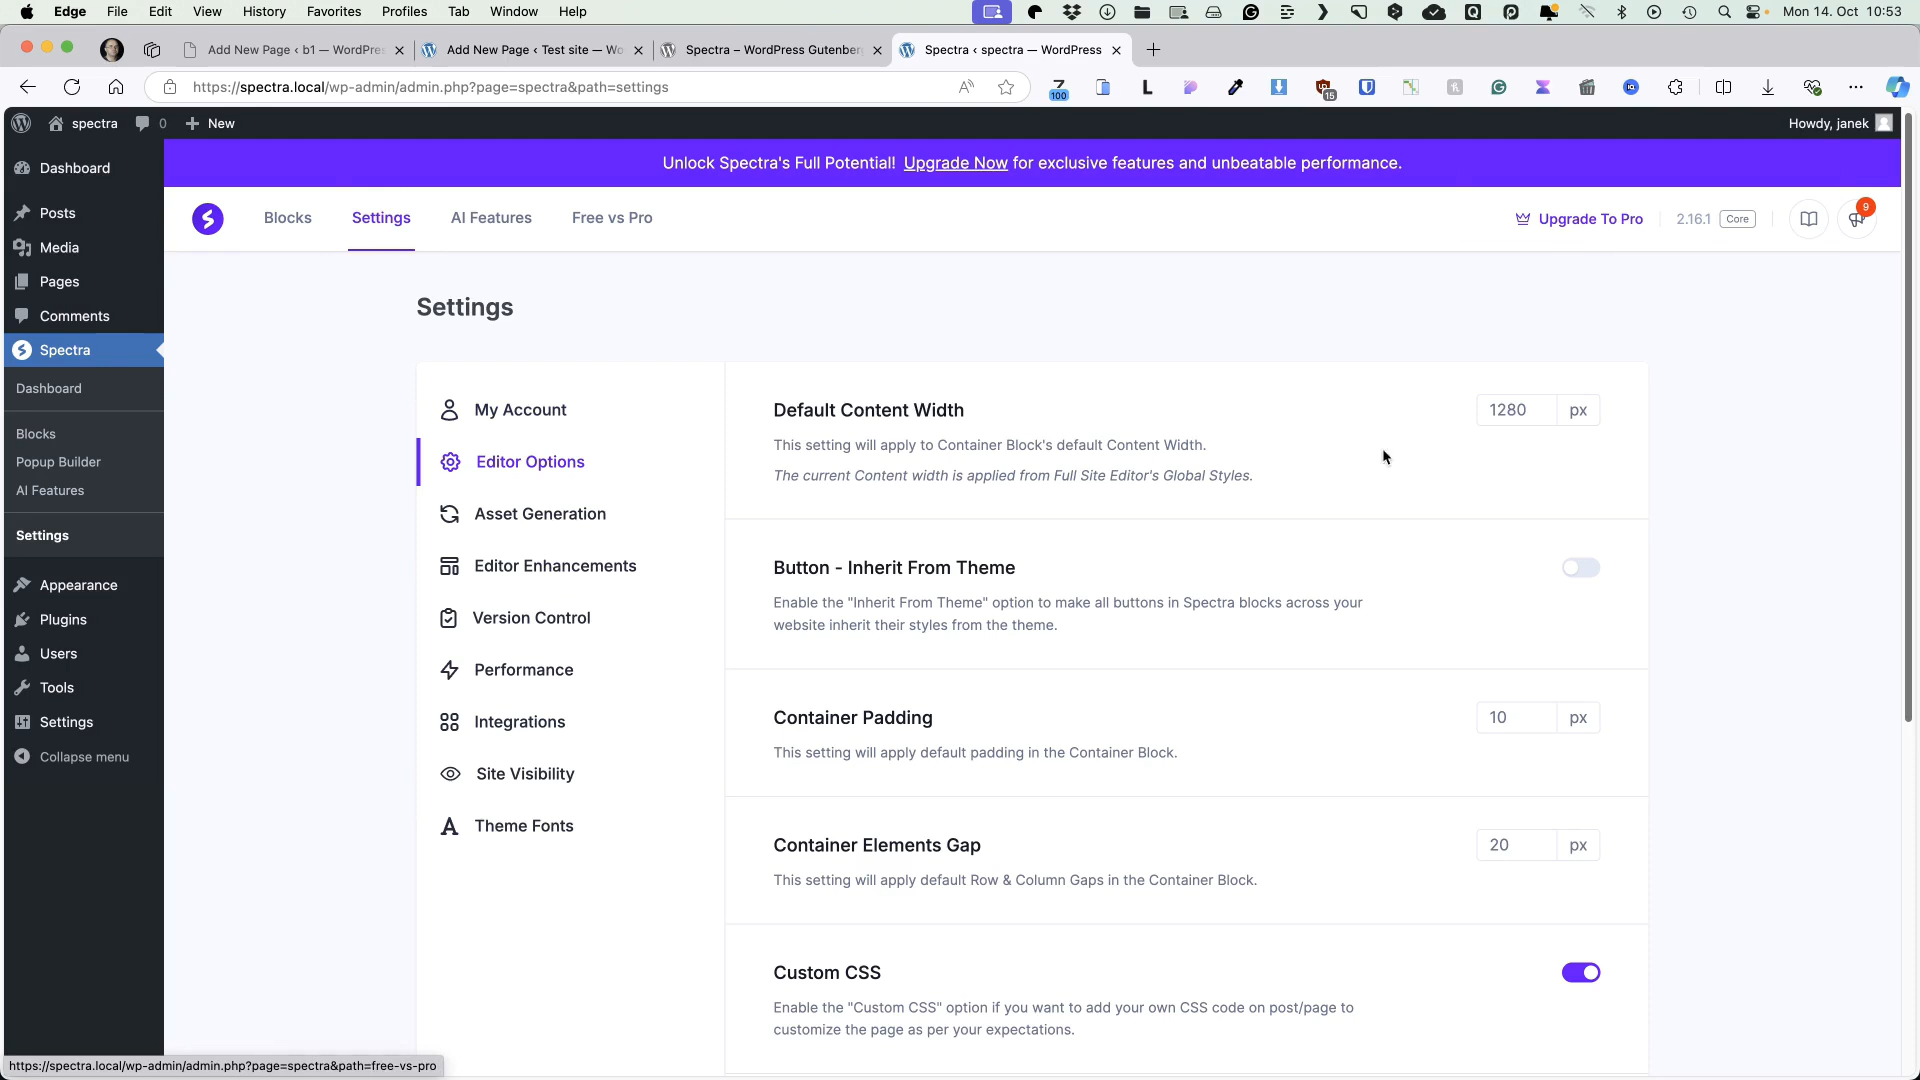 Edge File Edit View History Favorites Profiles Tab Window Help
Mon 14. Oct 10:53
Add New Page ‹ b1 — WordPre
Add New Page ‹ Test site — Wo
Spectra – WordPress Gutenber
Spectra ‹ spectra — WordPress
https://spectra.local/wp-admin/admin.php?page=spectra&path=settings
100
15
spectra 0 New
Howdy, janek
Unlock Spectra's Full Potential! Upgrade Now for exclusive features and unbeatable performance.
Blocks Settings AI Features Free vs Pro
Upgrade To Pro 2.16.1 Core 9
Dashboard
Posts
Media
Pages
Comments
Spectra
Dashboard
Blocks
Popup Builder
AI Features
Settings
Appearance
Plugins
Users
Tools
Settings
Collapse menu
Settings
My Account
Editor Options
Asset Generation
Editor Enhancements
Version Control
Performance
Integrations
Site Visibility
Theme Fonts
Default Content Width
1280 px
This setting will apply to Container Block's default Content Width.
The current Content width is applied from Full Site Editor's Global Styles.
Button - Inherit From Theme
Enable the "Inherit From Theme" option to make all buttons in Spectra blocks across your
website inherit their styles from the theme.
Container Padding
10 px
This setting will apply default padding in the Container Block.
Container Elements Gap
20 px
This setting will apply default Row & Column Gaps in the Container Block.
Custom CSS
Enable the "Custom CSS" option if you want to add your own CSS code on post/page to
customize the page as per your expectations.
https://spectra.local/wp-admin/admin.php?page=spectra&path=free-vs-pro